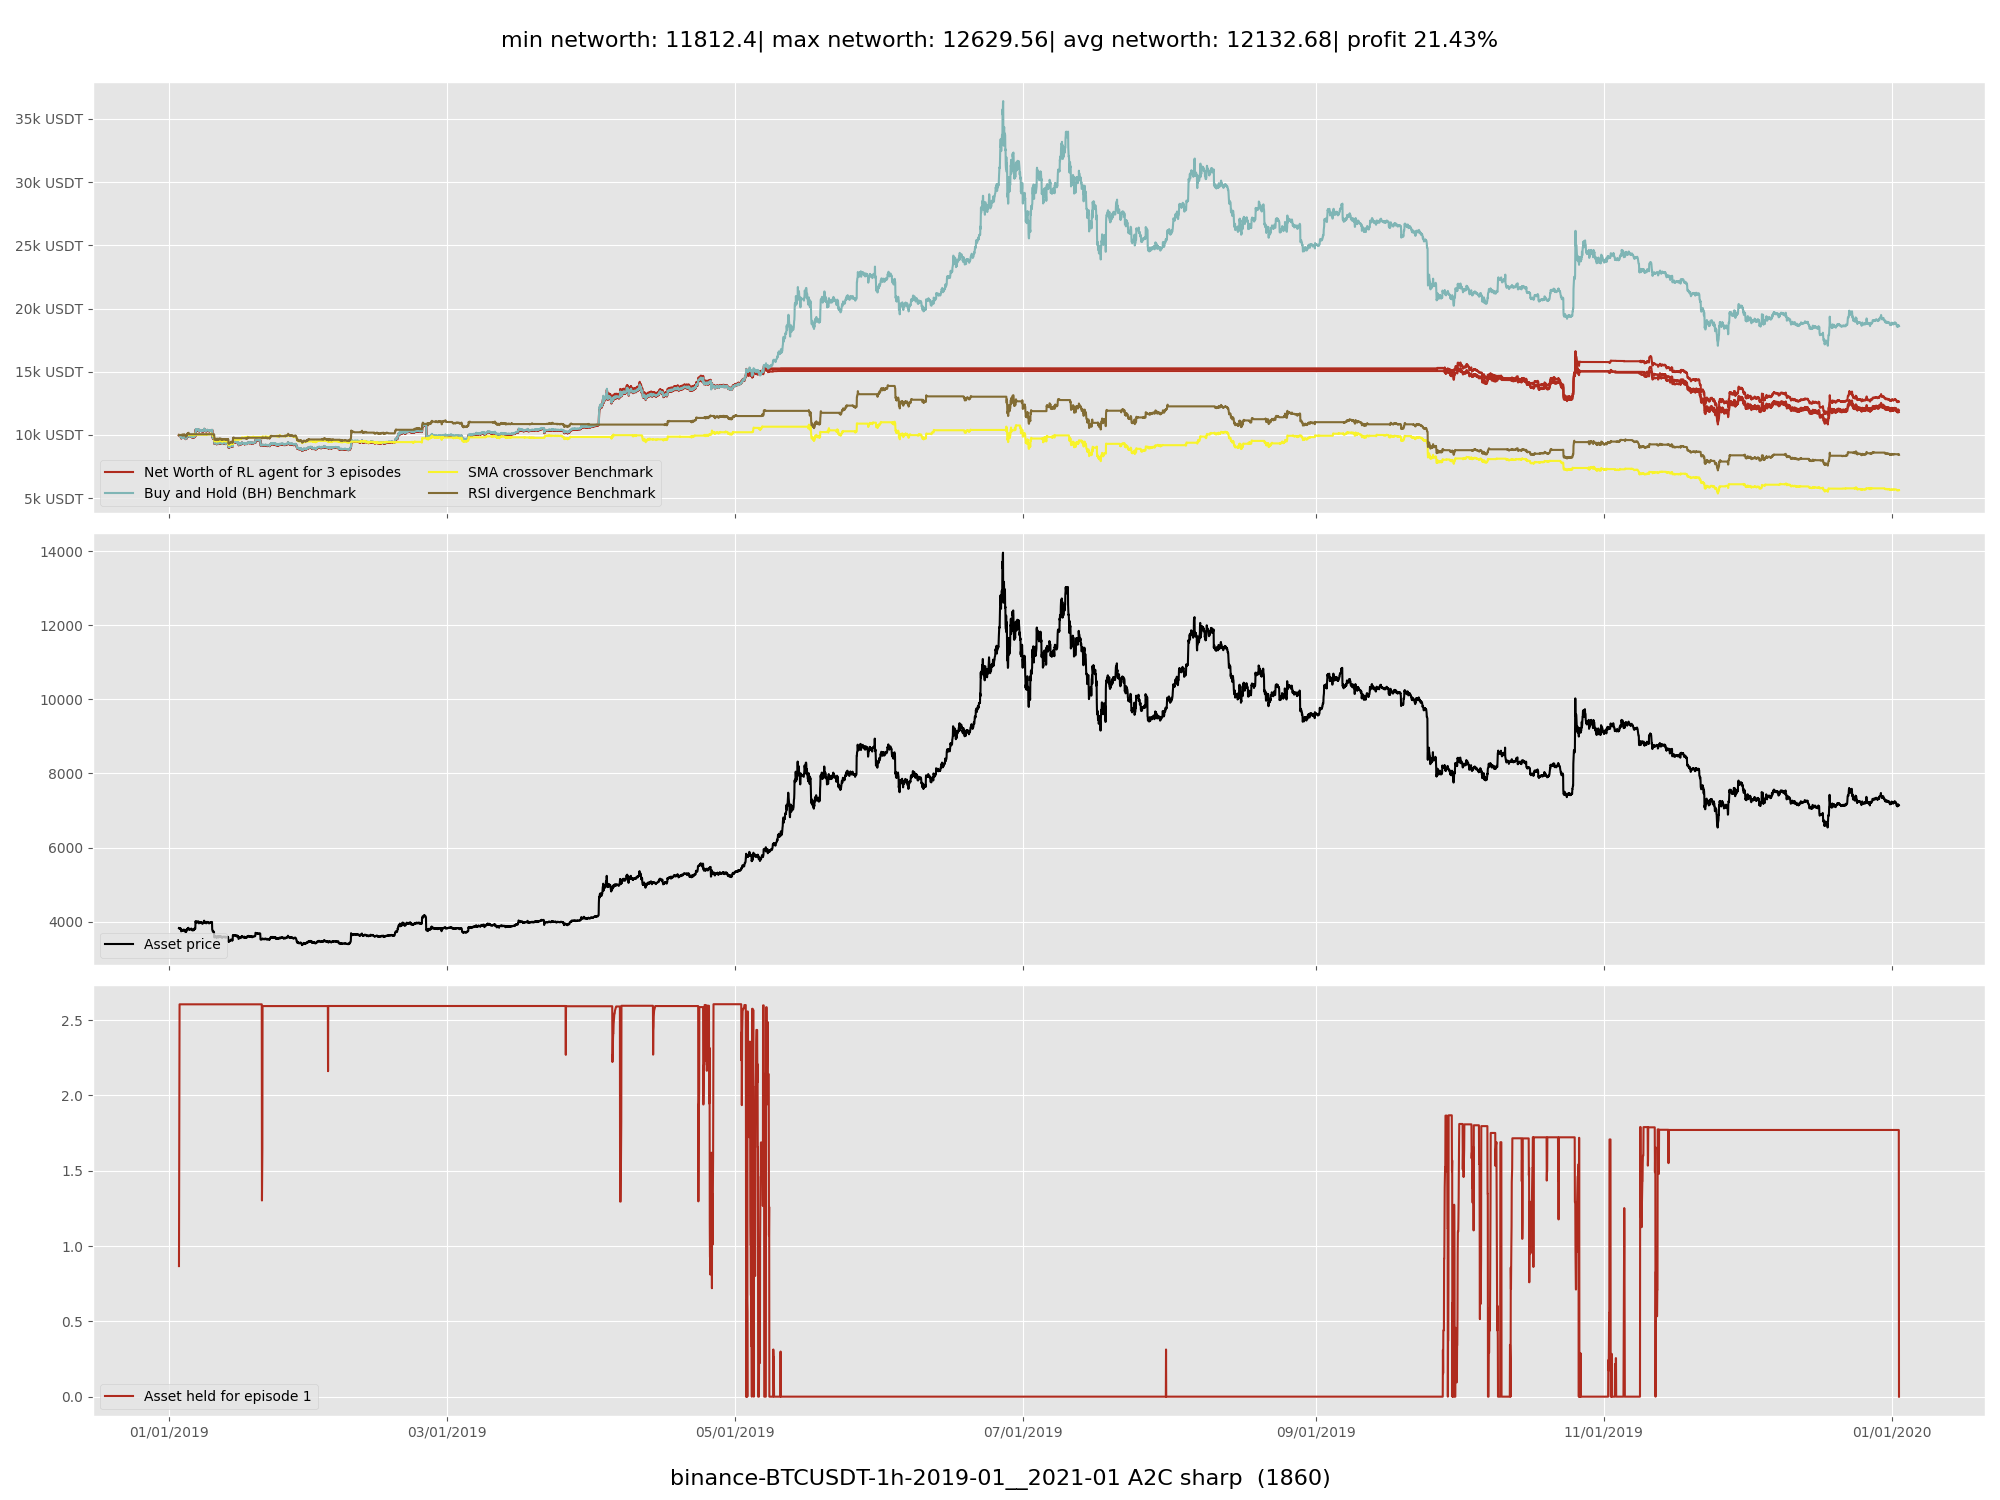 min networth: 11812.4| max networth: 12629.56| avg networth: 12132.68| profit 21.43%
35k USDT
30k USDT
25k USDT
20k USDT
15k USDT
10k USDT
5k USDT
Net Worth of RL agent for 3 episodes
Buy and Hold (BH) Benchmark
SMA crossover Benchmark
RSI divergence Benchmark
14000
12000
10000
8000
6000
4000
Asset price
2.5
2.0
1.5
1.0
0.5
0.0
Asset held for episode 1
01/01/2019 03/01/2019 05/01/2019 07/01/2019 09/01/2019 11/01/2019 01/01/2020
binance-BTCUSDT-1h-2019-01__2021-01 A2C sharp (1860)